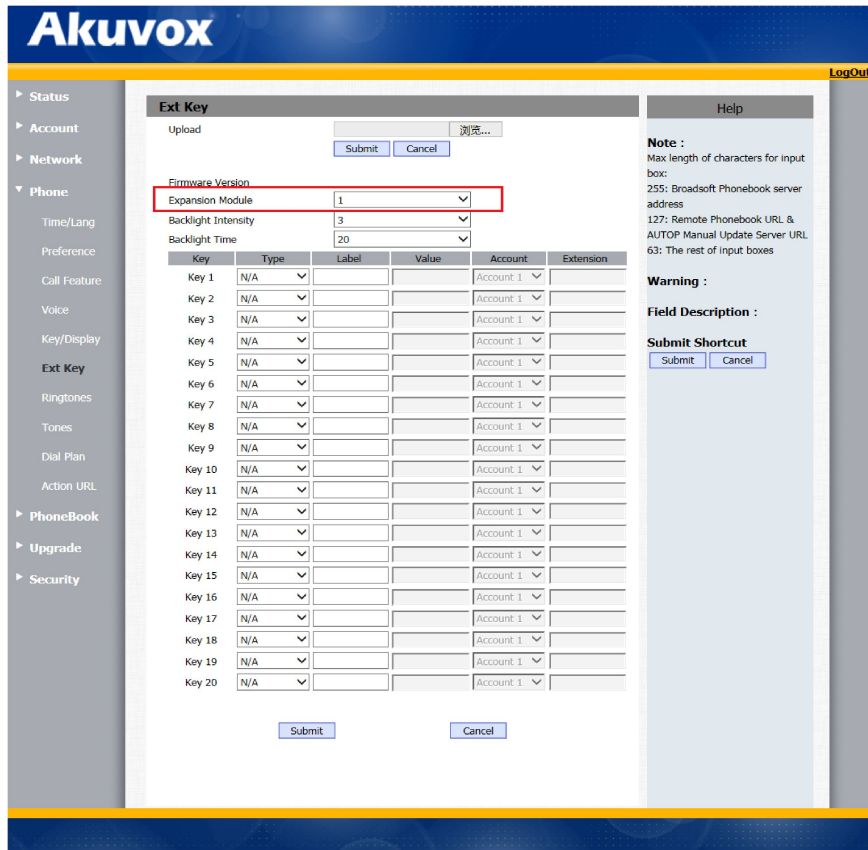 Akuvox
LogOut
Status
Account
Network
Phone
Time/Lang
Preference
Call Feature
Voice
Key/Display
Ext Key
Ringtones
Tones
Dial Plan
Action URL
PhoneBook
Upgrade
Security
Ext Key
Upload 浏览...
Submit Cancel
Firmware Version
Expansion Module 1
Backlight Intensity 3
Backlight Time 20
Key Type Label Value Account Extension
Key 1 N/A Account 1
Key 2 N/A Account 1
Key 3 N/A Account 1
Key 4 N/A Account 1
Key 5 N/A Account 1
Key 6 N/A Account 1
Key 7 N/A Account 1
Key 8 N/A Account 1
Key 9 N/A Account 1
Key 10 N/A Account 1
Key 11 N/A Account 1
Key 12 N/A Account 1
Key 13 N/A Account 1
Key 14 N/A Account 1
Key 15 N/A Account 1
Key 16 N/A Account 1
Key 17 N/A Account 1
Key 18 N/A Account 1
Key 19 N/A Account 1
Key 20 N/A Account 1
Submit Cancel
Help
Note :
Max length of characters for input
box:
255: Broadsoft Phonebook server
address
127: Remote Phonebook URL &
AUTOP Manual Update Server URL
63: The rest of input boxes
Warning :
Field Description :
Submit Shortcut
Submit Cancel